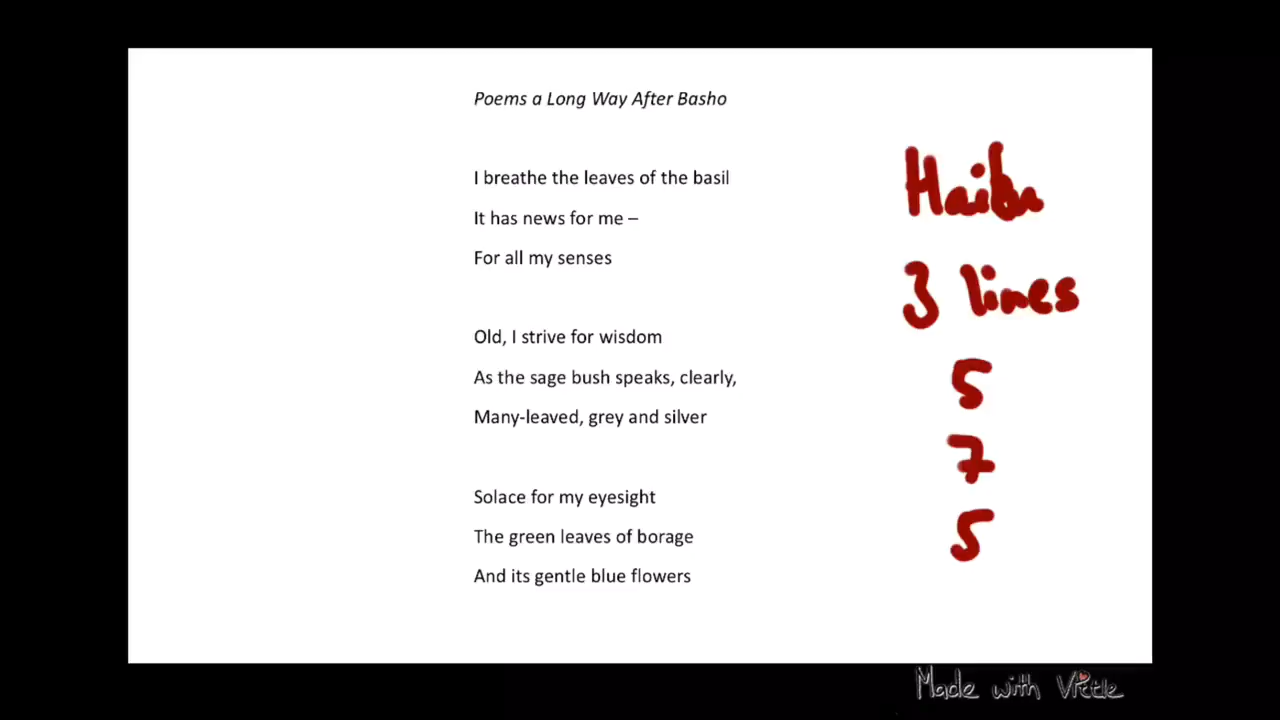 Poems a Long Way After Basho
I breathe the leaves of the basil
It has news for me –
For all my senses
Old, I strive for wisdom
As the sage bush speaks, clearly,
Many-leaved, grey and silver
Solace for my eyesight
The green leaves of borage
And its gentle blue flowers
Haiku
3 lines
5
7
5
Made with Vittle